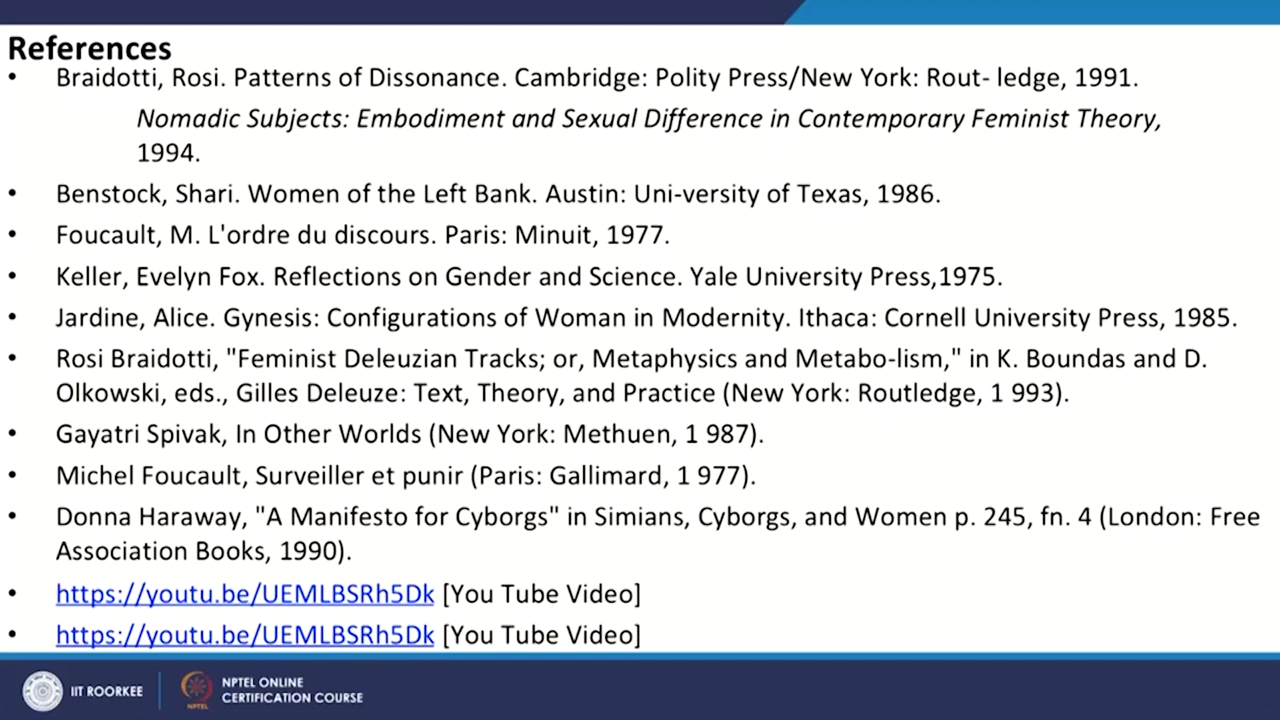 References
• Braidotti, Rosi. Patterns of Dissonance. Cambridge: Polity Press/New York: Rout- ledge, 1991.
Nomadic Subjects: Embodiment and Sexual Difference in Contemporary Feminist Theory,
1994.
• Benstock, Shari. Women of the Left Bank. Austin: Uni-versity of Texas, 1986.
• Foucault, M. L'ordre du discours. Paris: Minuit, 1977.
• Keller, Evelyn Fox. Reflections on Gender and Science. Yale University Press,1975.
• Jardine, Alice. Gynesis: Configurations of Woman in Modernity. Ithaca: Cornell University Press, 1985.
• Rosi Braidotti, "Feminist Deleuzian Tracks; or, Metaphysics and Metabo-lism," in K. Boundas and D.
Olkowski, eds., Gilles Deleuze: Text, Theory, and Practice (New York: Routledge, 1 993).
• Gayatri Spivak, In Other Worlds (New York: Methuen, 1 987).
• Michel Foucault, Surveiller et punir (Paris: Gallimard, 1 977).
• Donna Haraway, "A Manifesto for Cyborgs" in Simians, Cyborgs, and Women p. 245, fn. 4 (London: Free
Association Books, 1990).
• https://youtu.be/UEMLBSRh5Dk [You Tube Video]
• https://youtu.be/UEMLBSRh5Dk [You Tube Video]
IIT ROORKEE
NPTEL
NPTEL ONLINE
CERTIFICATION COURSE